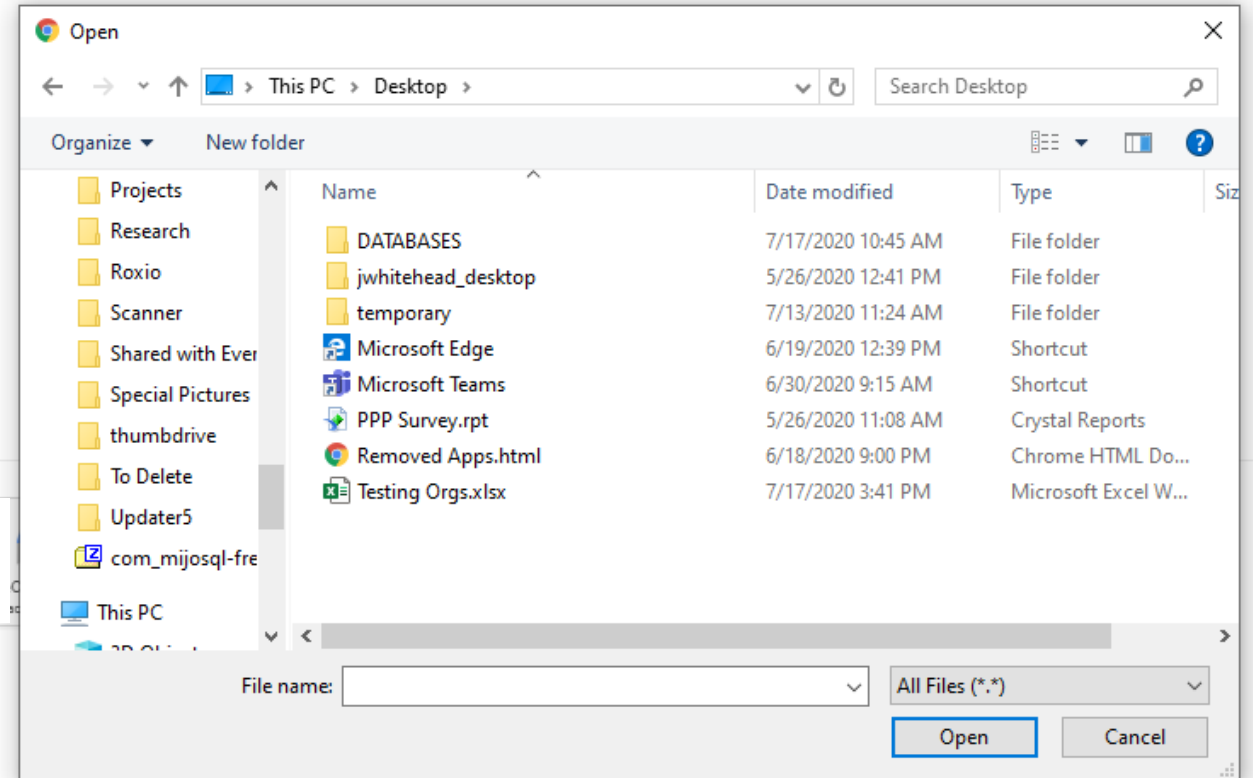 Open
This PC > Desktop >
Search Desktop
Organize
New folder
Projects
Research
Roxio
Scanner
Shared with Ever
Special Pictures
thumbdrive
To Delete
Updater5
com_mijosql-fre
This PC
Name Date modified Type Siz
DATABASES 7/17/2020 10:45 AM File folder
jwhitehead_desktop 5/26/2020 12:41 PM File folder
temporary 7/13/2020 11:24 AM File folder
Microsoft Edge 6/19/2020 12:39 PM Shortcut
Microsoft Teams 6/30/2020 9:15 AM Shortcut
PPP Survey.rpt 5/26/2020 11:08 AM Crystal Reports
Removed Apps.html 6/18/2020 9:00 PM Chrome HTML Do...
Testing Orgs.xlsx 7/17/2020 3:41 PM Microsoft Excel W...
File name:
All Files (*.*)
Open
Cancel